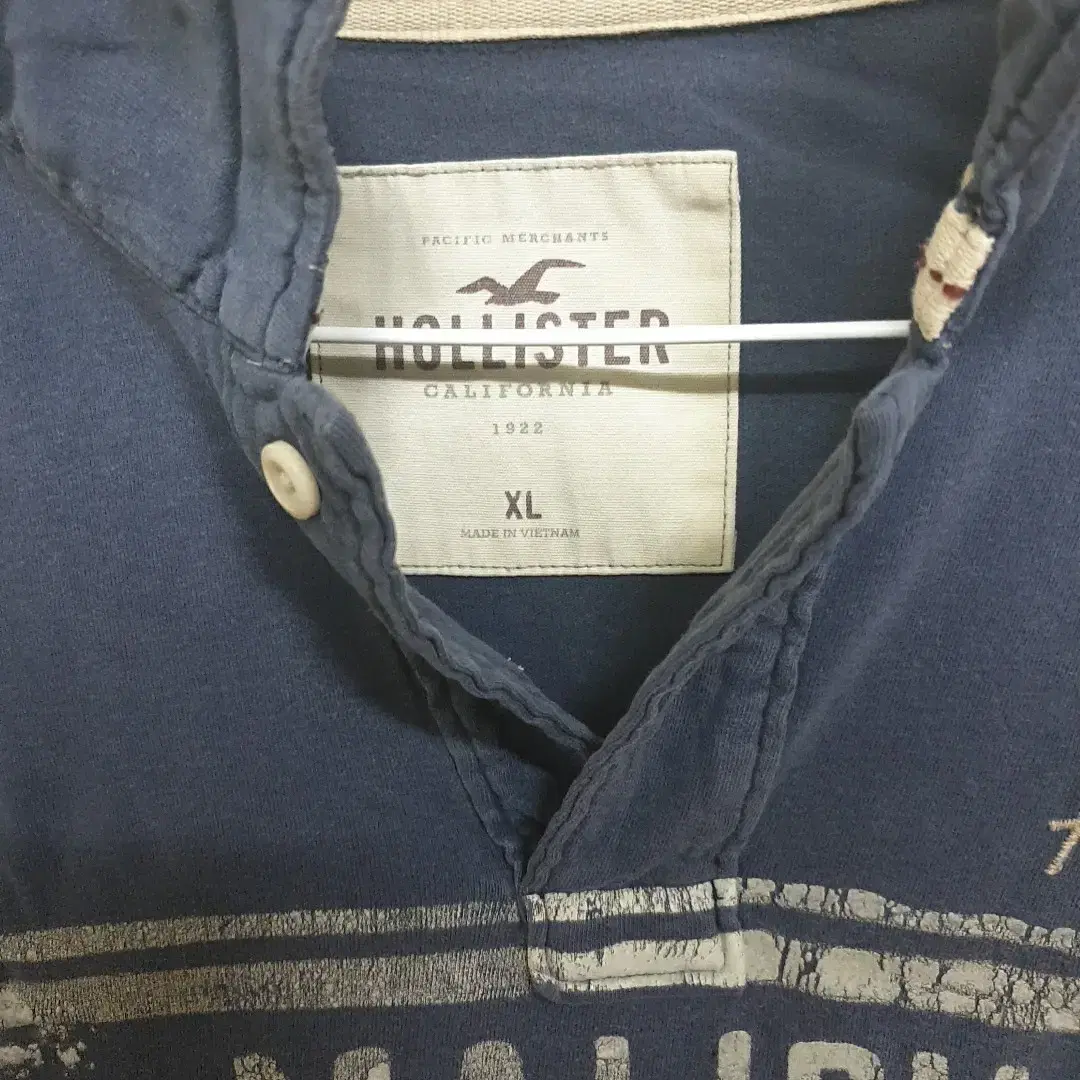 PACIFIC MERCHANTS
HOLLISTER
CALIFORNIA
1922
XL
MADE IN VIETNAM